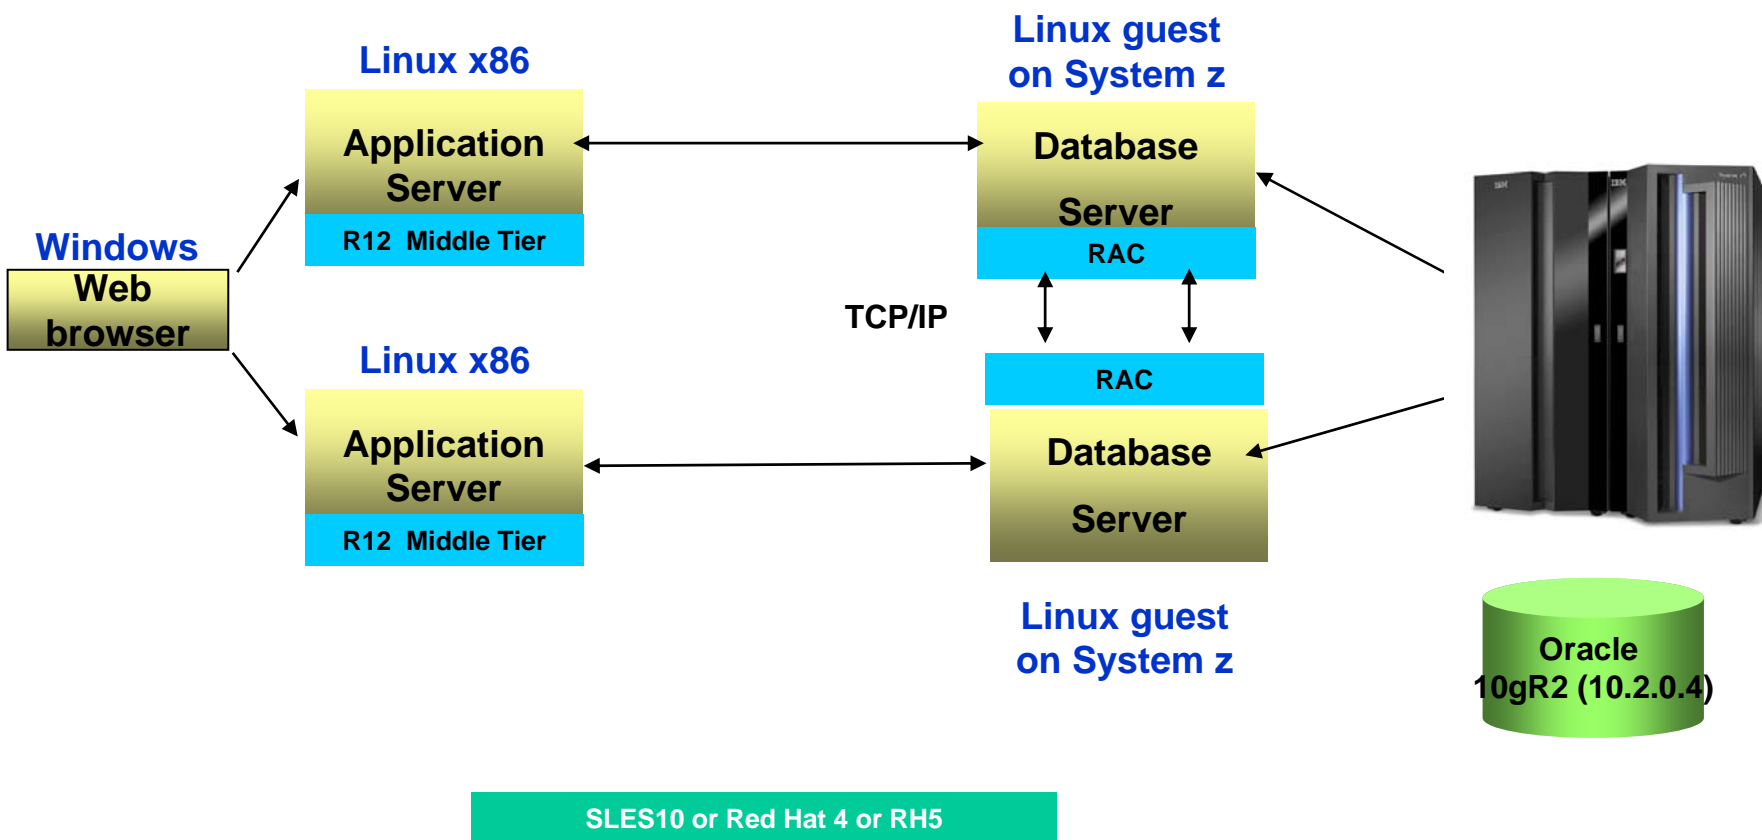 Linux guest
on System z
Linux x86
Application
Server
R12 Middle Tier
Database
Server
RAC
Windows
Web
browser
TCP/IP
Linux x86
Application
Server
R12 Middle Tier
RAC
Database
Server
Linux guest
on System z
IBM
IBM
Oracle
10gR2 (10.2.0.4)
SLES10 or Red Hat 4 or RH5